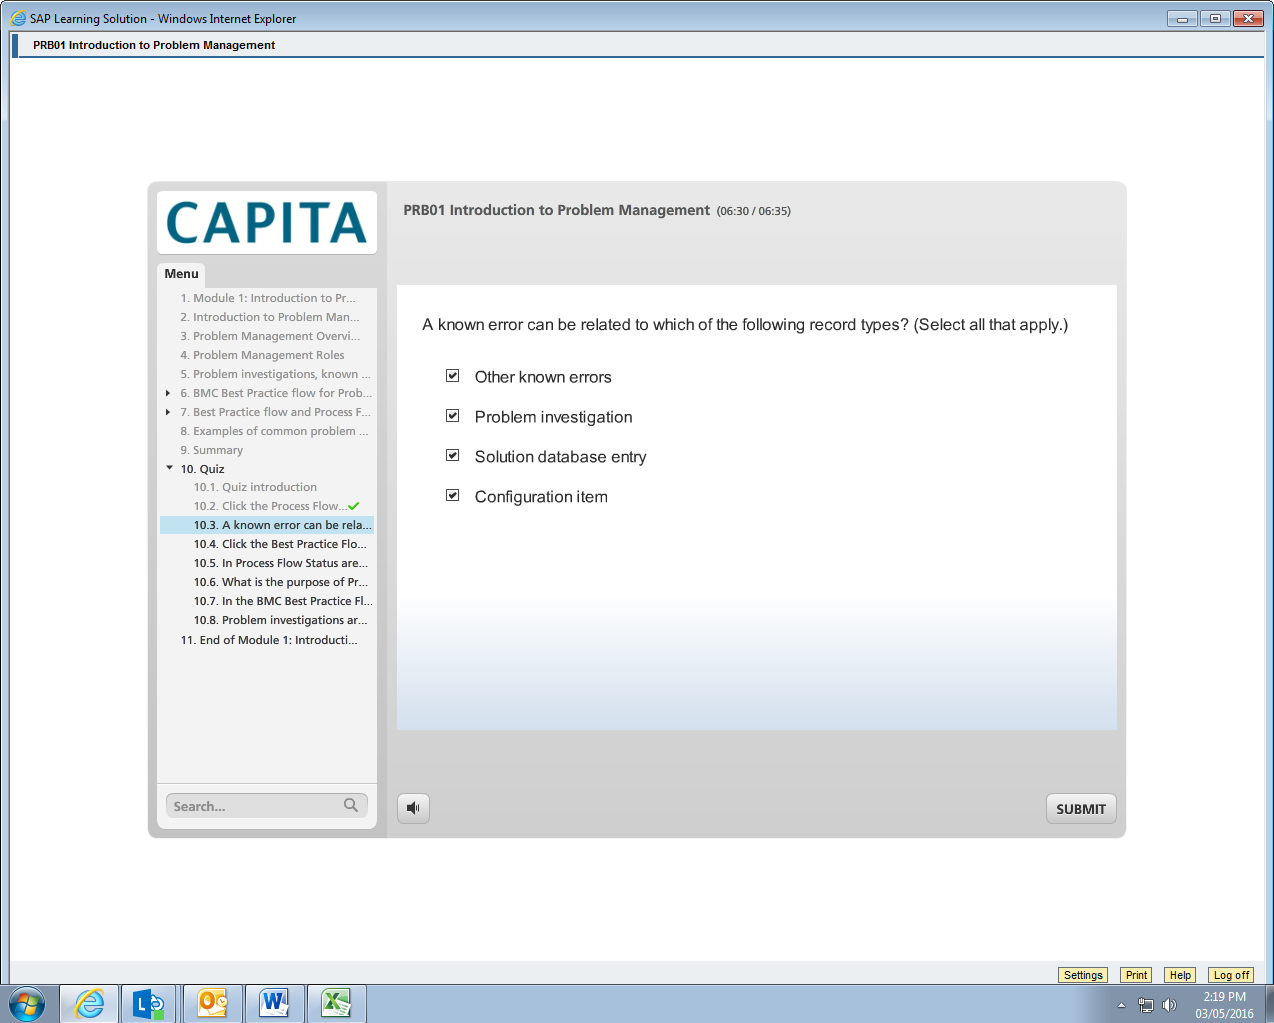 SAP Learning Solution - Windows Internet Explorer
PRB01 Introduction to Problem Management
CAPITA
PRB01 Introduction to Problem Management (06:30 / 06:35)
Menu
1. Module 1: Introduction to Pr...
2. Introduction to Problem Man...
3. Problem Management Overvi...
4. Problem Management Roles
5. Problem investigations, known ...
6. BMC Best Practice flow for Prob...
7. Best Practice flow and Process F...
8. Examples of common problem ...
9. Summary
10. Quiz
10.1. Quiz introduction
10.2. Click the Process Flow...
10.3. A known error can be rela...
10.4. Click the Best Practice Flo...
10.5. In Process Flow Status are...
10.6. What is the purpose of Pr...
10.7. In the BMC Best Practice Fl...
10.8. Problem investigations ar...
11. End of Module 1: Introducti...
Search...
A known error can be related to which of the following record types? (Select all that apply.)
Other known errors
Problem investigation
Solution database entry
Configuration item
SUBMIT
Settings
Print
Help
Log off
2:19 PM
03/05/2016